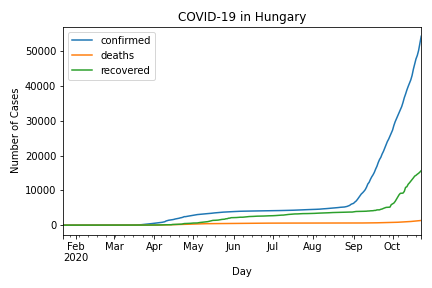 COVID-19 in Hungary
confirmed
deaths
recovered
Number of Cases
50000
40000
30000
20000
10000
0
Feb Mar Apr May Jun Jul Aug Sep Oct
2020
Day